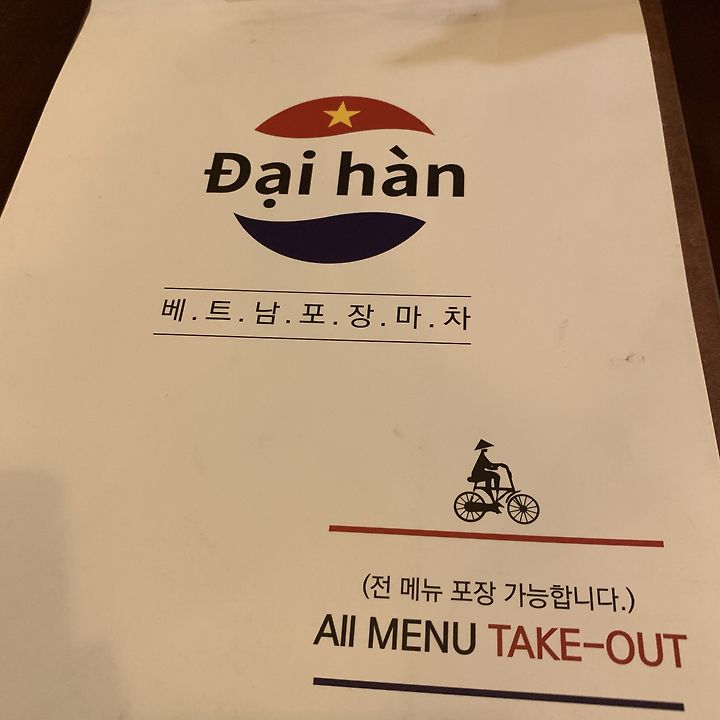 Đại hàn
베.트.남.포.장.마.차
(전 메뉴 포장 가능합니다.)
All MENU TAKE-OUT